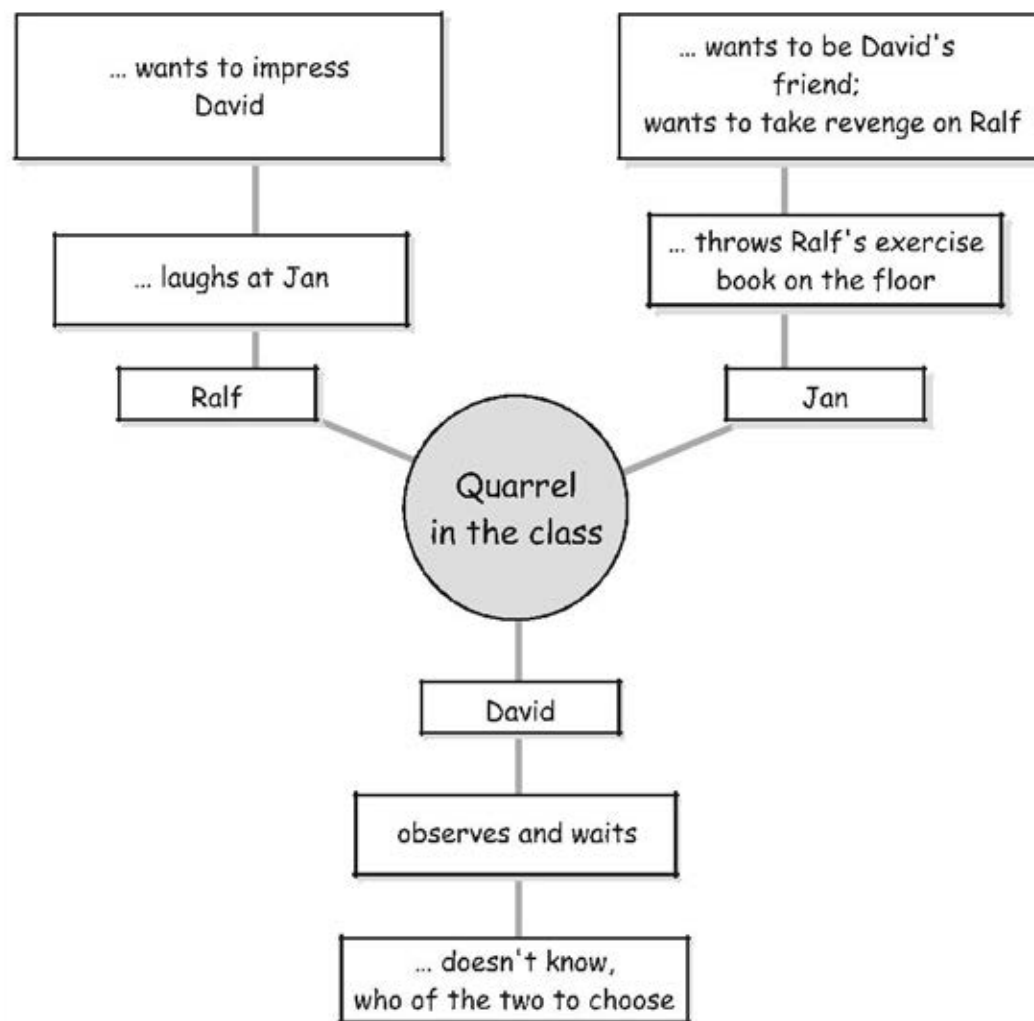 ... wants to impress
David
... wants to be David's
friend;
wants to take revenge on Ralf
... laughs at Jan
... throws Ralf's exercise
book on the floor
Ralf
Jan
Quarrel
in the class
David
observes and waits
... doesn't know,
who of the two to choose